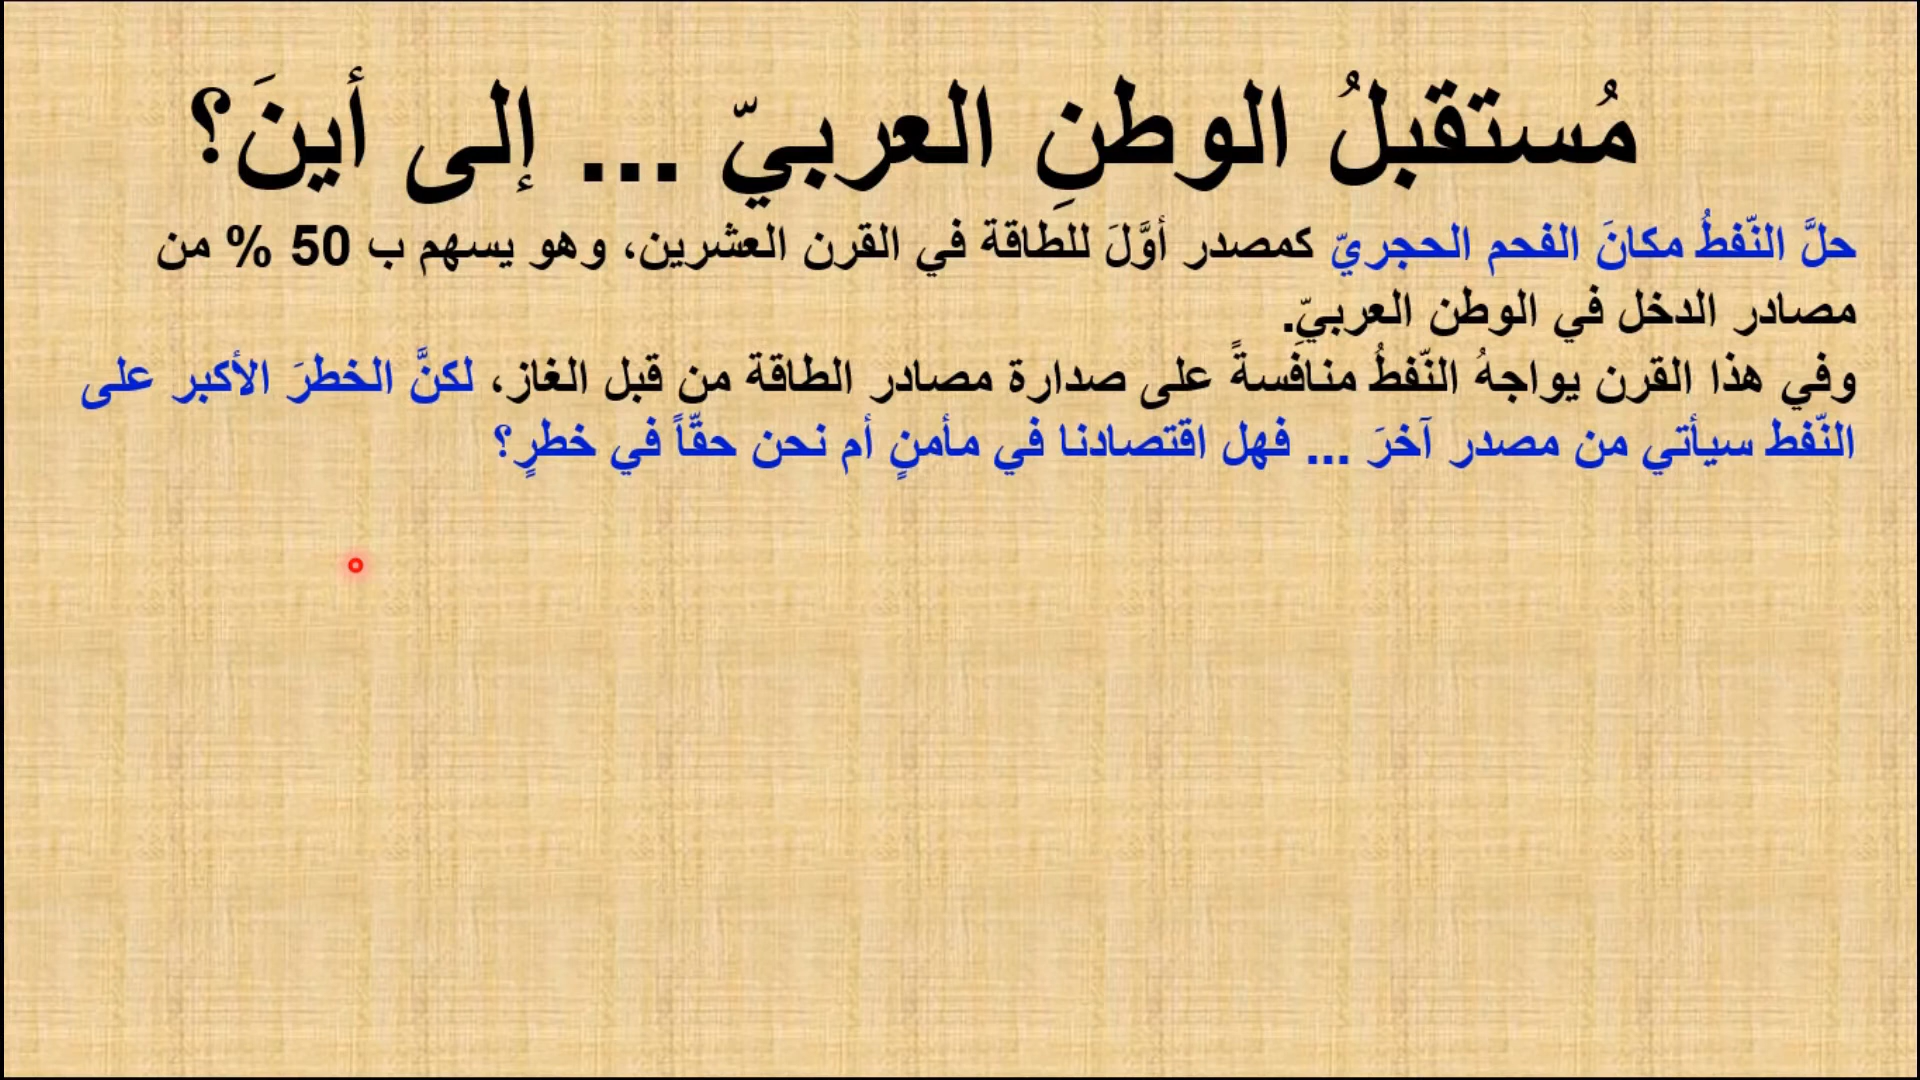 مُستقبلُ الوطنِ العربيّ ... إلى أينَ؟
حلَّ النّفطُ مكانَ الفحم الحجريّ كمصدر أوَّلَ للطاقة في القرن العشرين، وهو يسهم ب 50 % من
مصادر الدخل في الوطن العربيّ.
وفي هذا القرن يواجهُ النّفطُ منافَسةً على صدارة مصادر الطاقة من قبل الغاز، لكنَّ الخطرَ الأكبر على
النّفط سيأتي من مصدر آخرَ ... فهل اقتصادنا في مأمنٍ أم نحن حقّاً في خطرٍ؟